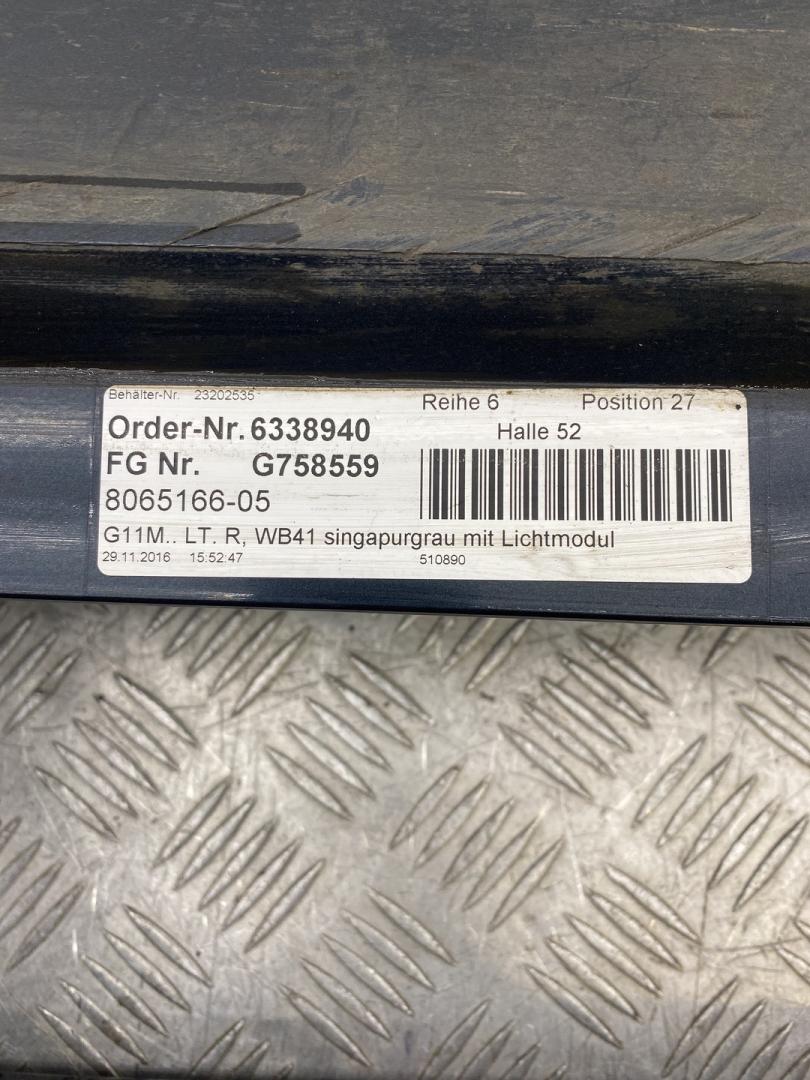 Behälter-Nr. 23202535
Reihe 6 Position 27
Order-Nr. 6338940
Halle 52
FG Nr. G758559
8065166-05
G11M.. LT. R, WB41 singapurgrau mit Lichtmodul
29.11.2016 15:52:47 510890